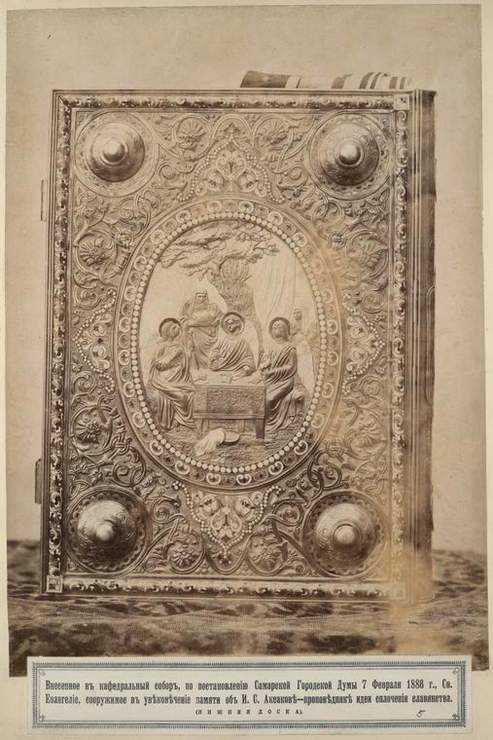 Внесенное въ кафедральный соборъ, по постановленію Самарской Городской Думы 7 Февраля 1888 г., Св.
Евангеліе, сооружимое въ увѣковѣченіе памяти объ И. С. Аксаковѣ—проповѣдникѣ идеи сплоченія славянства.
(НИЖНЯЯ ДОСКА).
5